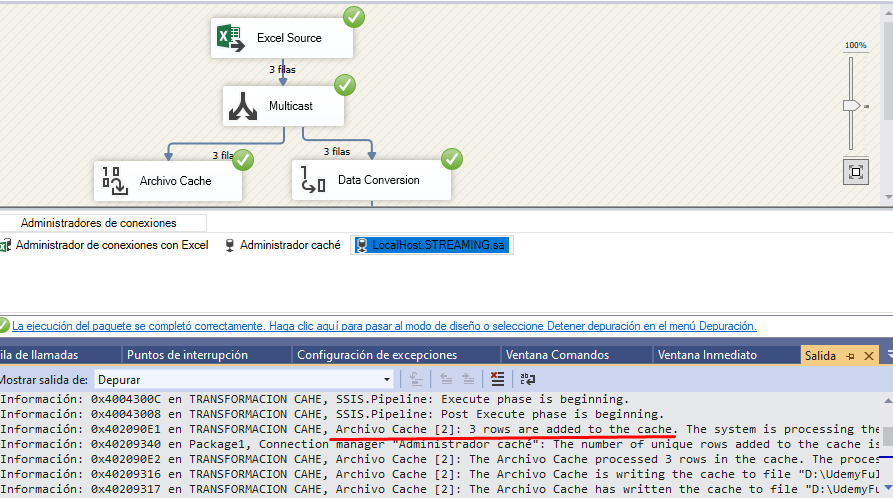 Excel Source
3 filas
100%
Multicast
3 filas
3 filas
Archivo Cache
Data Conversion
Administradores de conexiones
Administrador de conexiones con Excel Administrador caché LocalHost.STREAMING.sa
La ejecución del paquete se completó correctamente. Haga clic aquí para pasar al modo de diseño o seleccione Detener depuración en el menú Depuración.
ila de llamadas Puntos de interrupción Configuración de excepciones Ventana Comandos Ventana Inmediato Salida
Mostrar salida de: Depurar
Información: 0x4004300C en TRANSFORMACION CAHE, SSIS.Pipeline: Execute phase is beginning.
Información: 0x40043008 en TRANSFORMACION CAHE, SSIS.Pipeline: Post Execute phase is beginning.
Información: 0x402090E1 en TRANSFORMACION CAHE, Archivo Cache [2]: 3 rows are added to the cache. The system is processing the
Información: 0x40209340 en Package1, Connection manager "Administrador caché": The number of unique rows added to the cache is
Información: 0x402090E2 en TRANSFORMACION CAHE, Archivo Cache [2]: The Archivo Cache processed 3 rows in the cache. The proces
Información: 0x40209316 en TRANSFORMACION CAHE, Archivo Cache [2]: The Archivo Cache is writing the cache to file "D:\UdemyFul
Información: 0x40209317 en TRANSFORMACION CAHE, Archivo Cache [2]: The Archivo Cache has written the cache to file "D:\UdemyFu